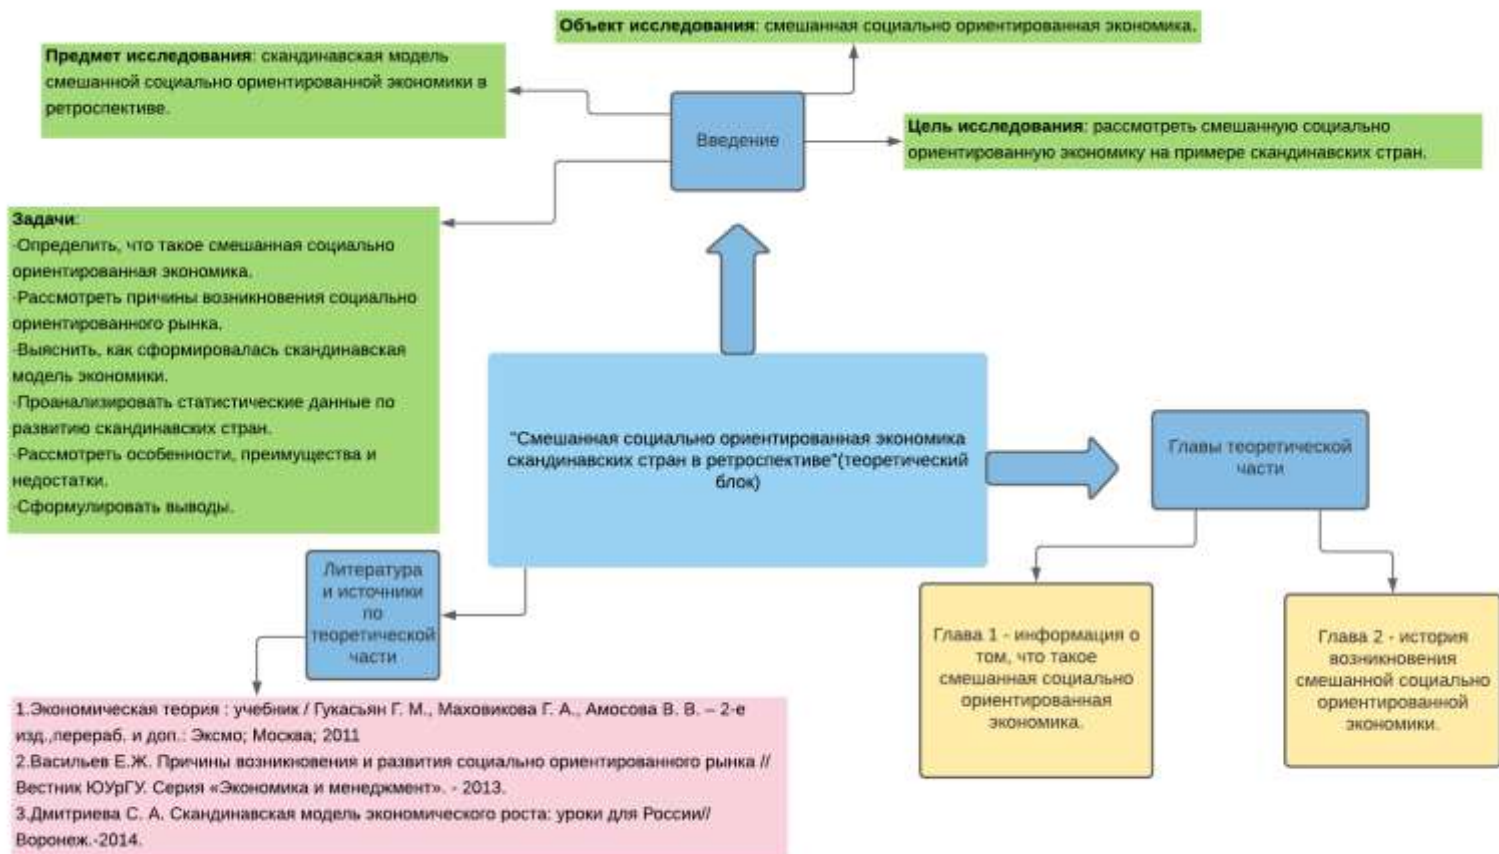 Объект исследования: смешанная социально ориентированная экономика.
Предмет исследования: скандинавская модель
смешанной социально ориентированной экономики в
ретроспективе.
Введение
Цель исследования: рассмотреть смешанную социально
ориентированную экономику на примере скандинавских стран.
Задачи:
·Определить, что такое смешанная социально
ориентированная экономика.
·Рассмотреть причины возникновения социально
ориентированного рынка.
·Выяснить, как сформировалась скандинавская
модель экономики.
·Проанализировать статистические данные по
развитию скандинавских стран.
·Рассмотреть особенности, преимущества и
недостатки.
·Сформулировать выводы.
"Смешанная социально ориентированная экономика
скандинавских стран в ретроспективе"(теоретический
блок)
Главы теоретической
части
Литература
и источники
по
теоретической
части
Глава 1 - информация о
том, что такое
смешанная социально
ориентированная
экономика.
Глава 2 - история
возникновения
смешанной социально
ориентированной
экономики.
1.Экономическая теория : учебник / Гукасьян Г. М., Маховикова Г. А., Амосова В. В. – 2-е
изд.,перераб. и доп.: Эксмо; Москва; 2011
2.Васильев Е.Ж. Причины возникновения и развития социально ориентированного рынка //
Вестник ЮУрГУ. Серия «Экономика и менеджмент». - 2013.
3.Дмитриева С. А. Скандинавская модель экономического роста: уроки для России//
Воронеж.-2014.